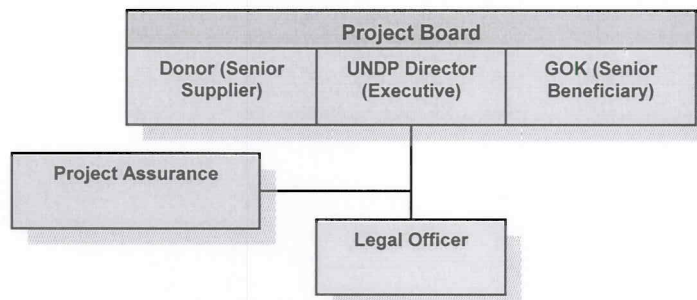 Project Board
Donor (Senior
Supplier)
UNDP Director
(Executive)
GOK (Senior
Beneficiary)
Project Assurance
Legal Officer